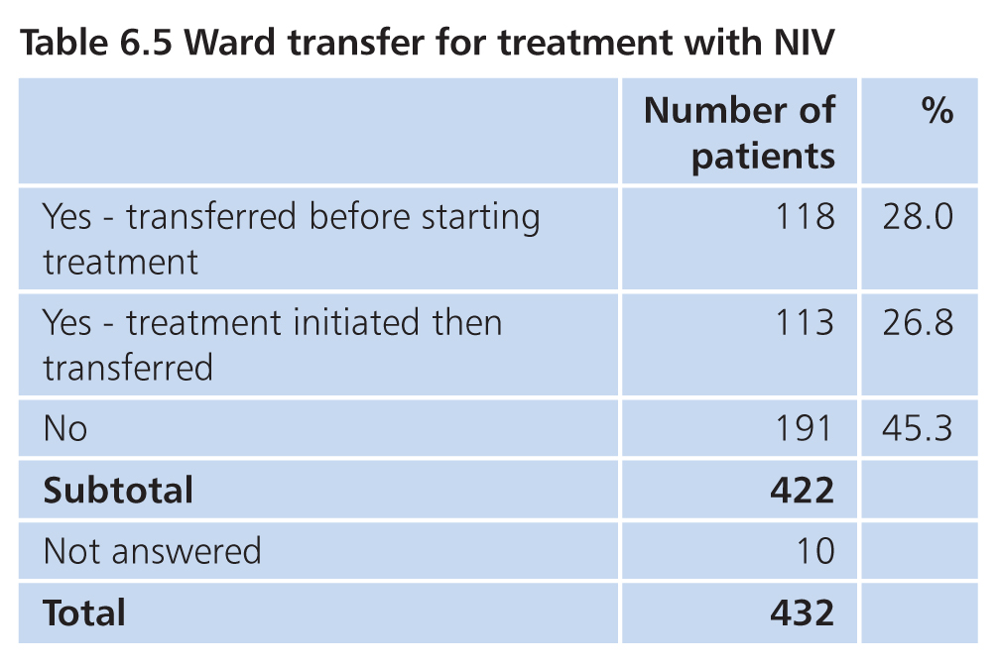 Table 6.5 Ward transfer for treatment with NIV
Number of patients %
Yes - transferred before starting treatment 118 28.0
Yes - treatment initiated then transferred 113 26.8
No 191 45.3
Subtotal 422
Not answered 10
Total 432